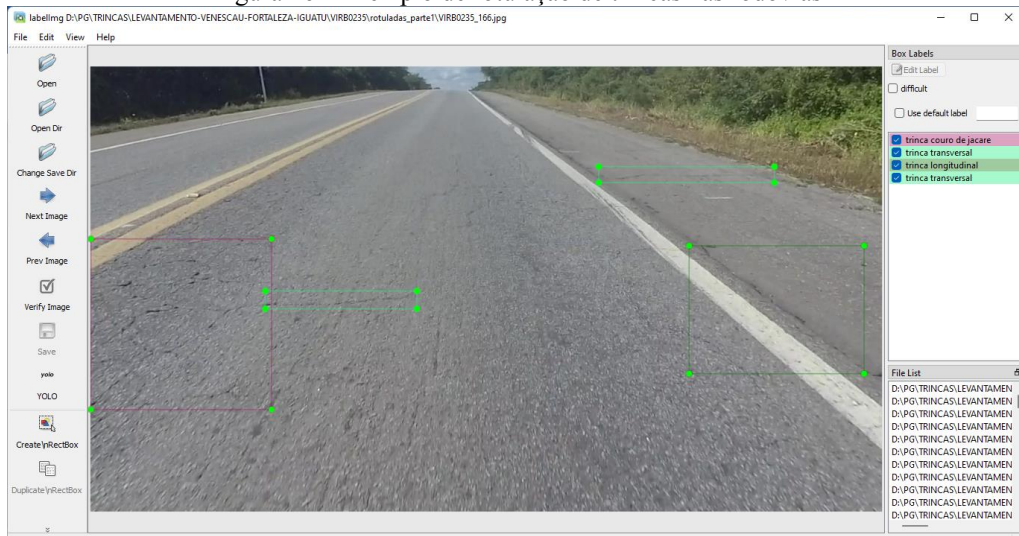 labelImg D:\PG\TRINCAS\LEVANTAMENTO-VENESCAU-FORTALEZA-IGUATU\VIRB0235\rotuladas_parte1\VIRB0235_166.jpg
File Edit View Help
Open
Open Dir
Change Save Dir
Next Image
Prev Image
Verify Image
Save
yolo
YOLO
Create\nRectBox
Duplicate\nRectBox
Box Labels
Edit Label
difficult
Use default label
trinca couro de jacare
trinca transversal
trinca longitudinal
trinca transversal
File List
D:\PG\TRINCAS\LEVANTAMEN
D:\PG\TRINCAS\LEVANTAMEN
D:\PG\TRINCAS\LEVANTAMEN
D:\PG\TRINCAS\LEVANTAMEN
D:\PG\TRINCAS\LEVANTAMEN
D:\PG\TRINCAS\LEVANTAMEN
D:\PG\TRINCAS\LEVANTAMEN
D:\PG\TRINCAS\LEVANTAMEN
D:\PG\TRINCAS\LEVANTAMEN
D:\PG\TRINCAS\LEVANTAMEN
D:\PG\TRINCAS\LEVANTAMEN